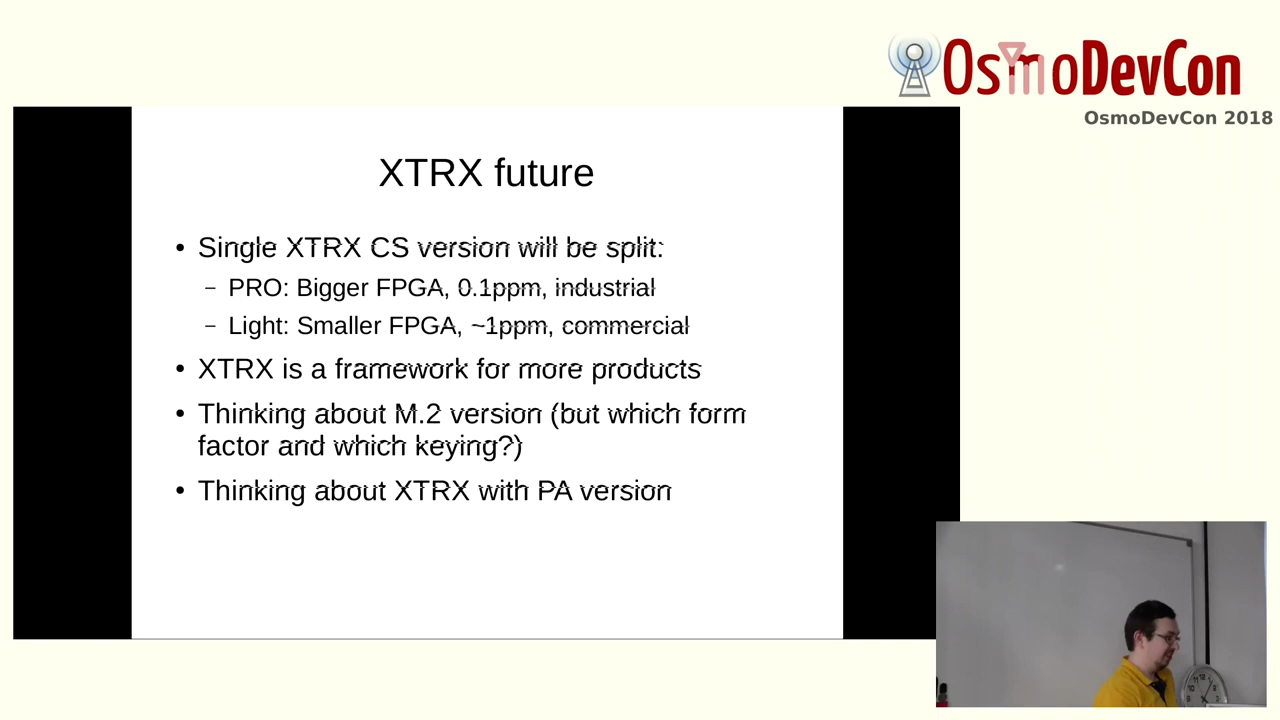 OsmoDevCon
OsmoDevCon 2018
XTRX future
• Single XTRX CS version will be split:
– PRO: Bigger FPGA, 0.1ppm, industrial
– Light: Smaller FPGA, ~1ppm, commercial
• XTRX is a framework for more products
• Thinking about M.2 version (but which form
factor and which keying?)
• Thinking about XTRX with PA version